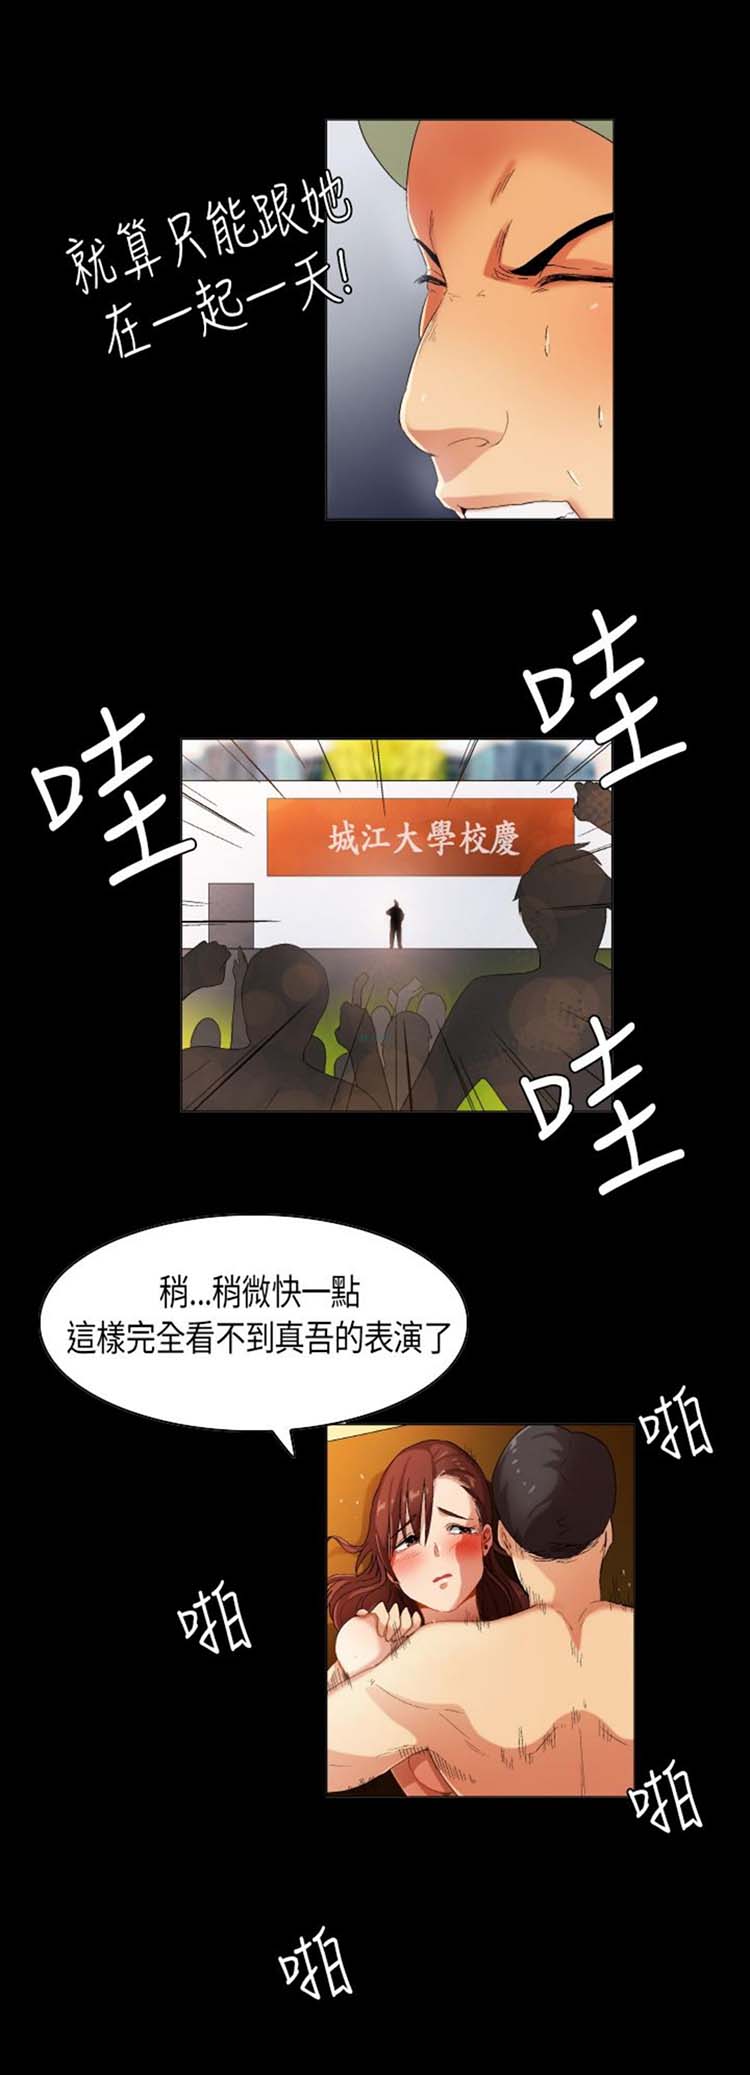 就算只能跟她
在一起一天!
哇
哇
城江大學校慶
哇
稍...稍微快一點
這樣完全看不到真吾的表演了
啪
啪
啪
啪